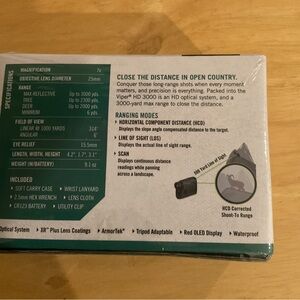 SPECIFICATIONS
MAGNIFICATION 7x
OBJECTIVE LENS DIAMETER 25mm
RANGE
MAX REFLECTIVE Up to 3000 yds
TREE Up to 2000 yds
DEER Up to 2000 yds
MINIMUM 6 yds
FIELD OF VIEW
LINEAR @ 1000 YARDS 314'
ANGULAR 6°
EYE RELIEF 15.5mm
LENGTH, WIDTH, HEIGHT 4.2", 1.7", 3.1"
WEIGHT (W/BATTERY) 9.1 oz
INCLUDED
• SOFT CARRY CASE • WRIST LANYARD
• 2.5mm HEX WRENCH • LENS CLOTH
• CR123 BATTERY • UTILITY CLIP
CLOSE THE DISTANCE IN OPEN COUNTRY.
Conquer those long-range shots when every moment
matters, and precision is everything. Packed into the
Viper® HD 3000 is an HD optical system, and a
3000-yard max range to close the distance.
RANGING MODES
HORIZONTAL COMPONENT DISTANCE (HCD)
Displays the slope angle compensated distance to the target.
LINE OF SIGHT (LOS)
Displays the actual line of sight range.
SCAN
Displays continuous distance
readings while panning
across a landscape.
Yard Line of Sight
HCD Corrected
Shoot-To Range
Optical System • XR™ Plus Lens Coatings • ArmorTek® • Tripod Adaptable • Red OLED Display • Waterproof